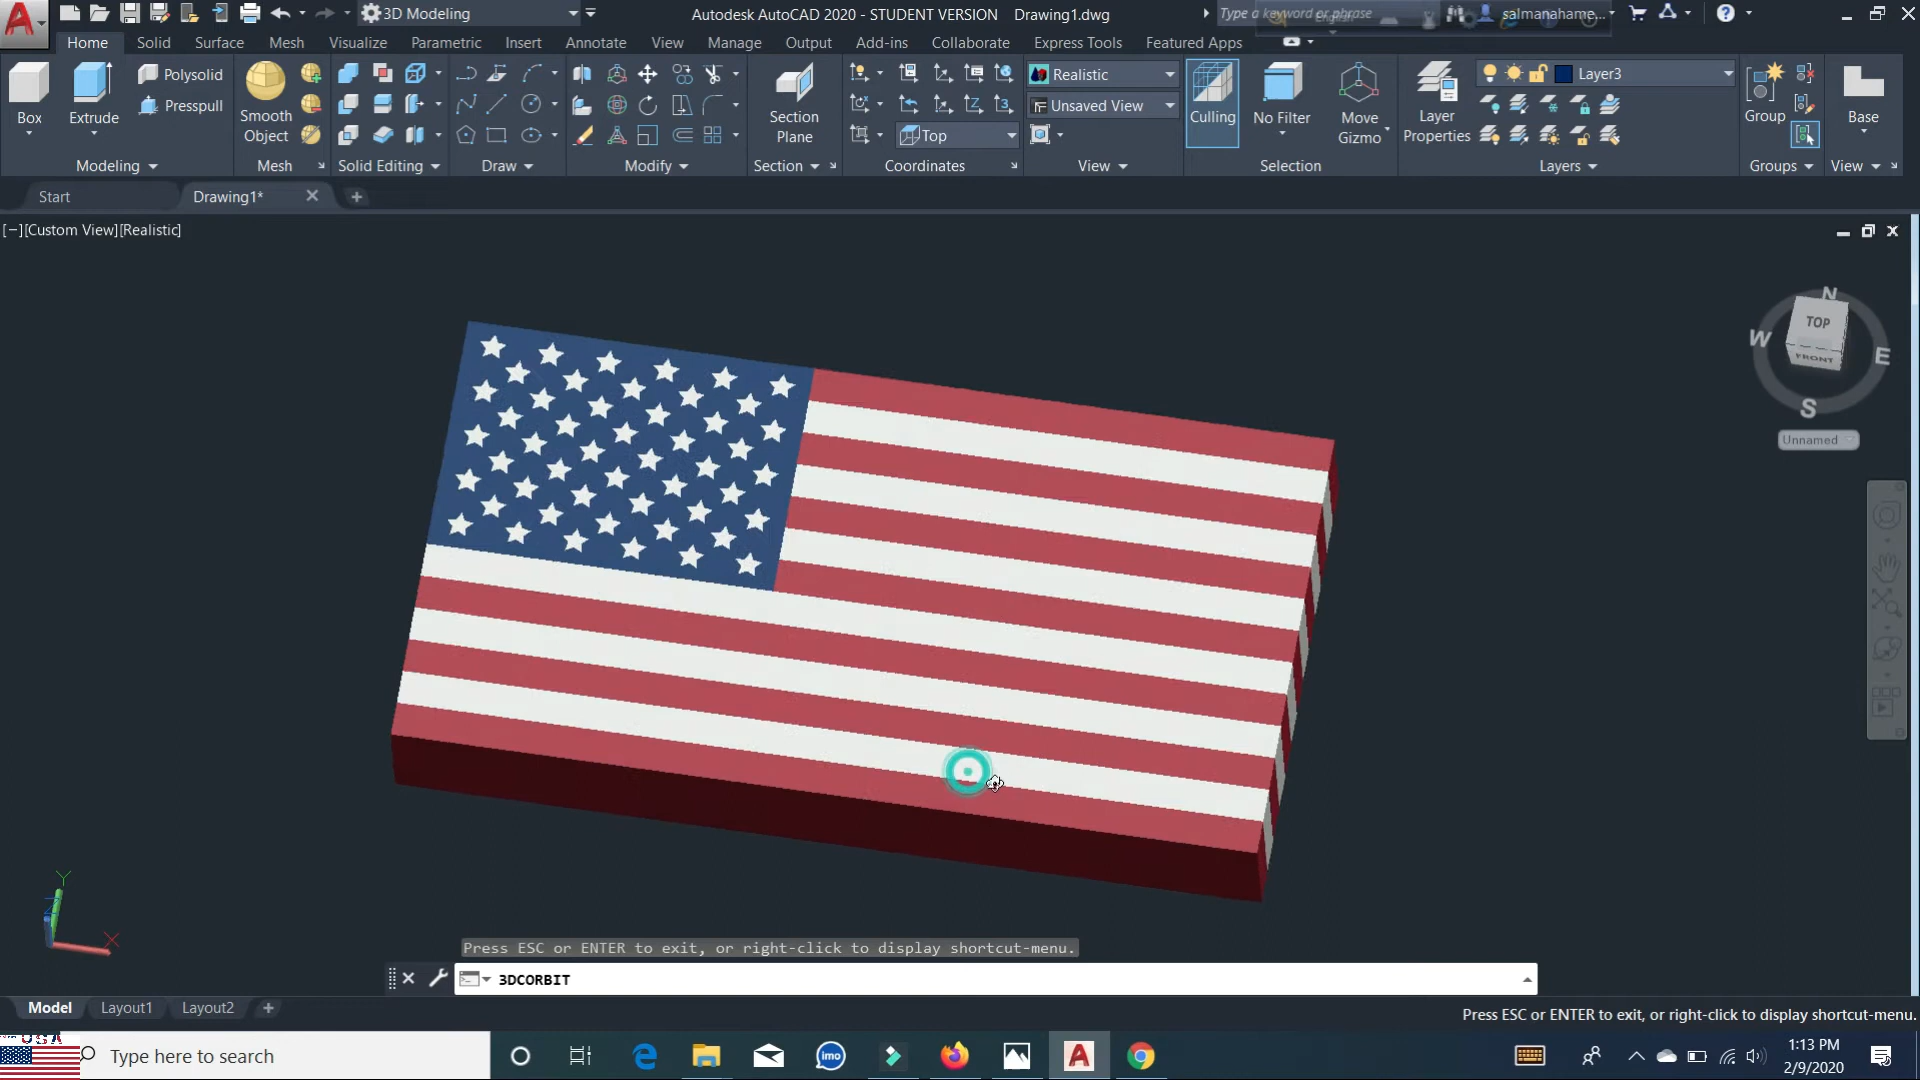 3D Modeling
Autodesk AutoCAD 2020 - STUDENT VERSION Drawing1.dwg
Type a keyword or phrase
salmanahame...
Home Solid Surface Mesh Visualize Parametric Insert Annotate View Manage Output Add-ins Collaborate Express Tools Featured Apps
Box
Extrude
Polysolid
Presspull
Smooth Object
Section Plane
Top
Realistic
Unsaved View
Culling
No Filter
Move Gizmo
Layer Properties
Layer3
Group
Base
Modeling Mesh Solid Editing Draw Modify Section Coordinates View Selection Layers Groups View
Start Drawing1*
[−][Custom View][Realistic]
N
W
E
S
TOP
FRONT
Unnamed
Y
X
Press ESC or ENTER to exit, or right-click to display shortcut-menu.
3DCORBIT
Model Layout1 Layout2
Press ESC or ENTER to exit, or right-click to display shortcut-menu.
USA
Type here to search
imo
1:13 PM
2/9/2020